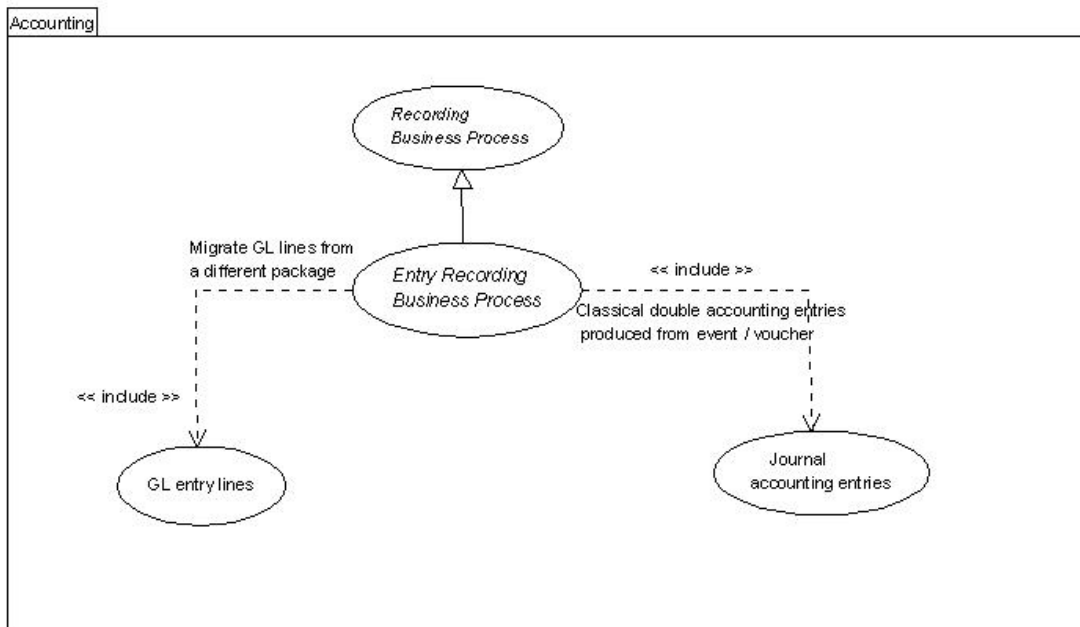 Accounting
Recording
Business Process
Migrate GL lines from
a different package
Entry Recording
Business Process
<< include >>
Classical double accounting entries
produced from event / voucher
<< include >>
GL entry lines
Journal
accounting entries